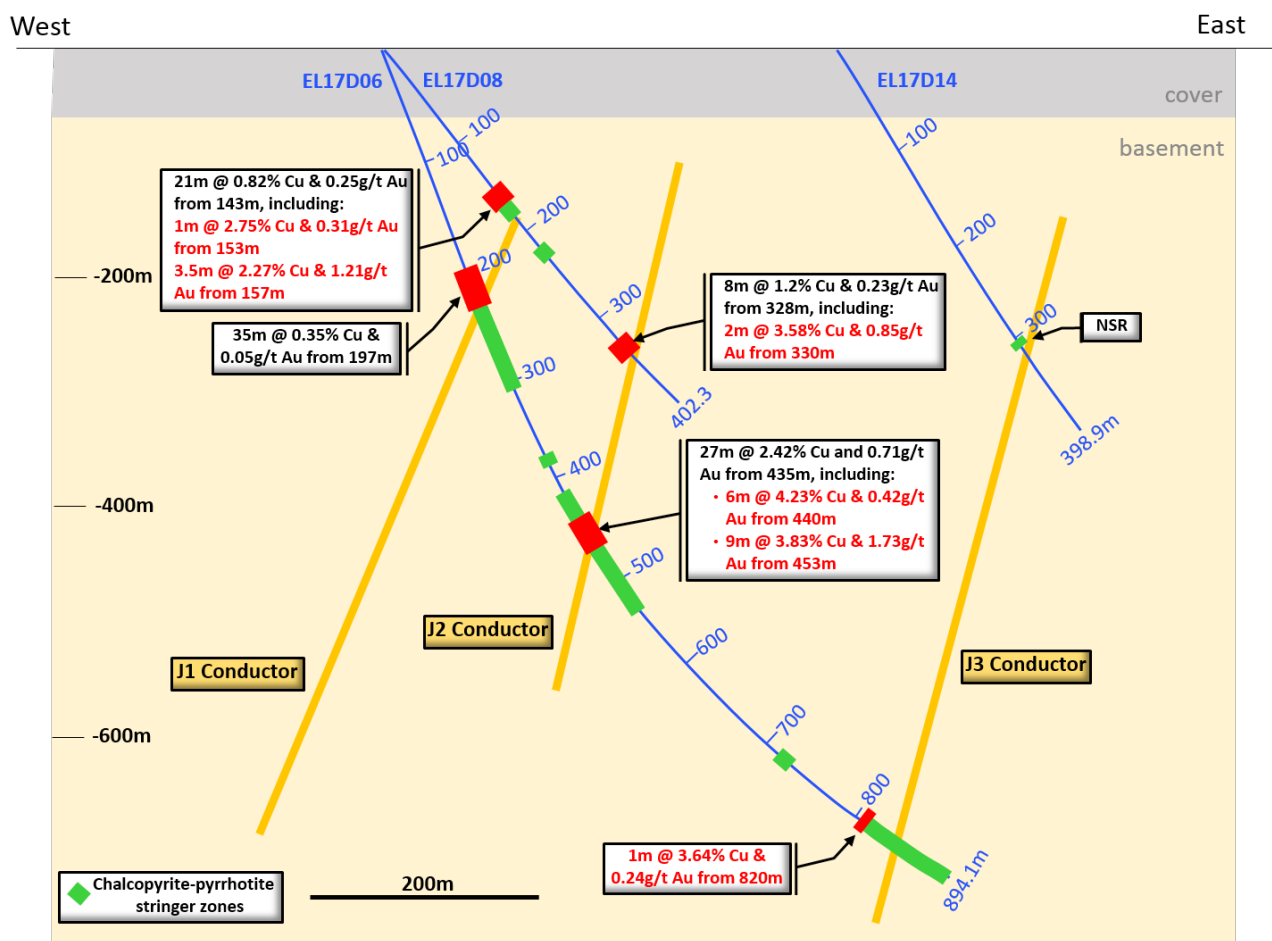 West
East
EL17D06
EL17D08
EL17D14
cover
basement
100
100
100
21m @ 0.82% Cu & 0.25g/t Au
from 143m, including:
1m @ 2.75% Cu & 0.31g/t Au
from 153m
3.5m @ 2.27% Cu & 1.21g/t
Au from 157m
200
200
200
-200m
8m @ 1.2% Cu & 0.23g/t Au
from 328m, including:
2m @ 3.58% Cu & 0.85g/t
Au from 330m
300
300
NSR
35m @ 0.35% Cu &
0.05g/t Au from 197m
300
402.3
398.9m
400
27m @ 2.42% Cu and 0.71g/t
Au from 435m, including:
• 6m @ 4.23% Cu & 0.42g/t
Au from 440m
• 9m @ 3.83% Cu & 1.73g/t
Au from 453m
-400m
500
J2 Conductor
600
J1 Conductor
J3 Conductor
700
-600m
800
1m @ 3.64% Cu &
0.24g/t Au from 820m
894.1m
Chalcopyrite-pyrrhotite
stringer zones
200m